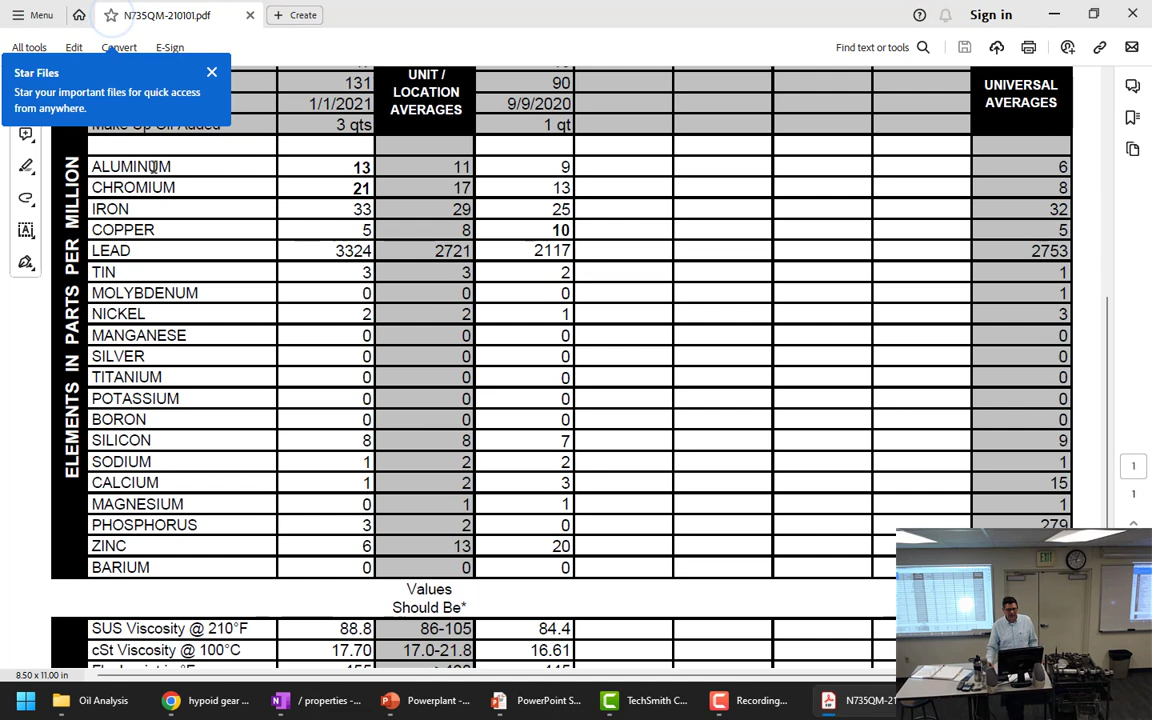 Menu
N735QM-210101.pdf
Create
Sign in
All tools
Edit
Convert
E-Sign
Find text or tools
Star Files
Star your important files for quick access
from anywhere.
131
UNIT /
LOCATION
AVERAGES
90
UNIVERSAL
AVERAGES
1/1/2021
9/9/2020
Make Up Oil Added
3 qts
1 qt
ELEMENTS IN PARTS PER MILLION
ALUMINUM 13 11 9 6
CHROMIUM 21 17 13 8
IRON 33 29 25 32
COPPER 5 8 10 5
LEAD 3324 2721 2117 2753
TIN 3 3 2 1
MOLYBDENUM 0 0 0 1
NICKEL 2 2 1 3
MANGANESE 0 0 0 0
SILVER 0 0 0 0
TITANIUM 0 0 0 0
POTASSIUM 0 0 0 0
BORON 0 0 0 0
SILICON 8 8 7 9
SODIUM 1 2 2 1
CALCIUM 1 2 3 15
MAGNESIUM 0 1 1 1
PHOSPHORUS 3 2 0 279
ZINC 6 13 20
BARIUM 0 0 0
Values
Should Be*
SUS Viscosity @ 210°F 88.8 86-105 84.4
cSt Viscosity @ 100°C 17.70 17.0-21.8 16.61
1
1
8.50 x 11.00 in
EXIT
Oil Analysis
hypoid gear ...
/ properties -...
Powerplant -...
PowerPoint S...
TechSmith C...
Recording...
N735QM-21